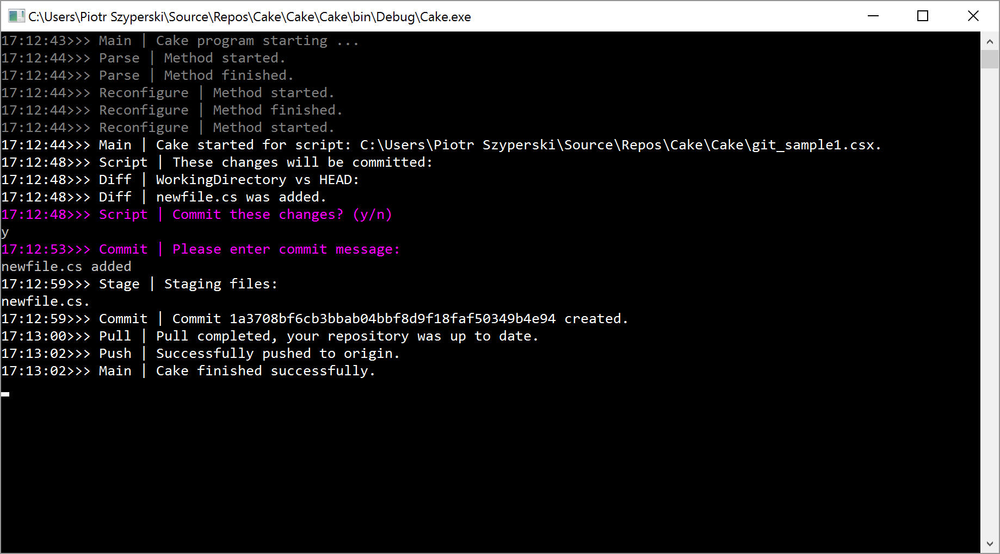 C:\Users\Piotr Szyperski\Source\Repos\Cake\Cake\Cake\bin\Debug\Cake.exe
17:12:43>>> Main | Cake program starting ...
17:12:44>>> Parse | Method started.
17:12:44>>> Parse | Method finished.
17:12:44>>> Reconfigure | Method started.
17:12:44>>> Reconfigure | Method finished.
17:12:44>>> Reconfigure | Method started.
17:12:44>>> Main | Cake started for script: C:\Users\Piotr Szyperski\Source\Repos\Cake\Cake\git_sample1.csx.
17:12:48>>> Script | These changes will be committed:
17:12:48>>> Diff | WorkingDirectory vs HEAD:
17:12:48>>> Diff | newfile.cs was added.
17:12:48>>> Script | Commit these changes? (y/n)
y
17:12:53>>> Commit | Please enter commit message:
newfile.cs added
17:12:59>>> Stage | Staging files:
newfile.cs.
17:12:59>>> Commit | Commit 1a3708bf6cb3bbab04bbf8d9f18faf50349b4e94 created.
17:13:00>>> Pull | Pull completed, your repository was up to date.
17:13:02>>> Push | Successfully pushed to origin.
17:13:02>>> Main | Cake finished successfully.